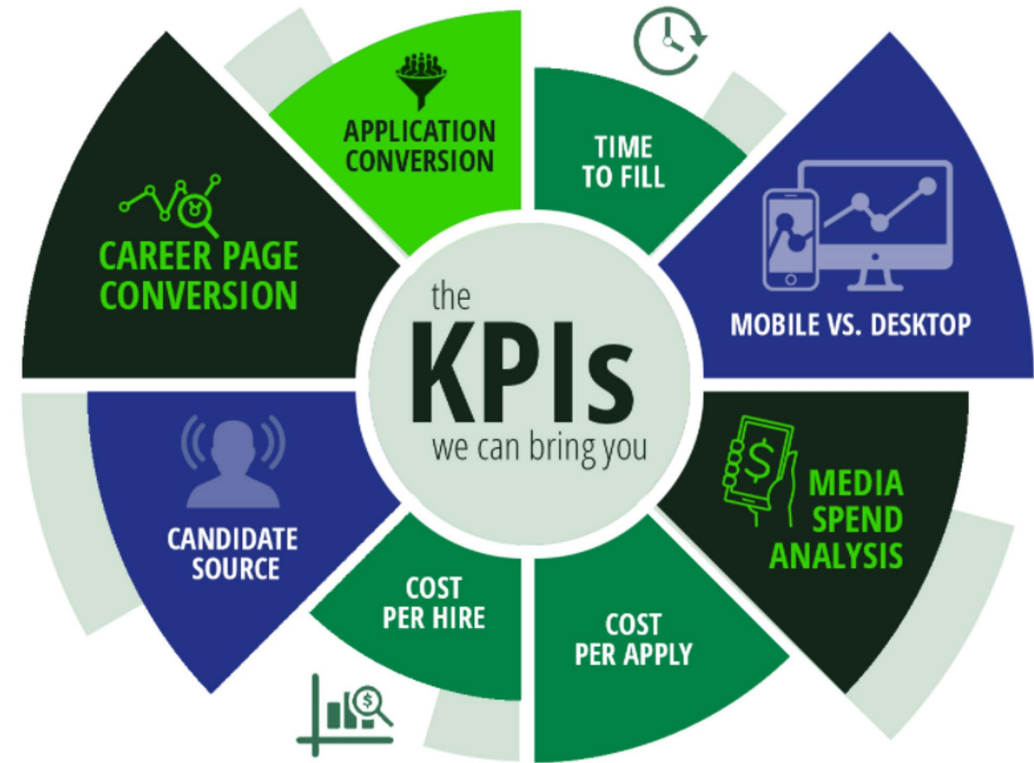 APPLICATION
CONVERSION
TIME
TO FILL
CAREER PAGE
CONVERSION
MOBILE VS. DESKTOP
the
KPIs
we can bring you
CANDIDATE
SOURCE
$
MEDIA
SPEND
ANALYSIS
COST
PER HIRE
COST
PER APPLY
$